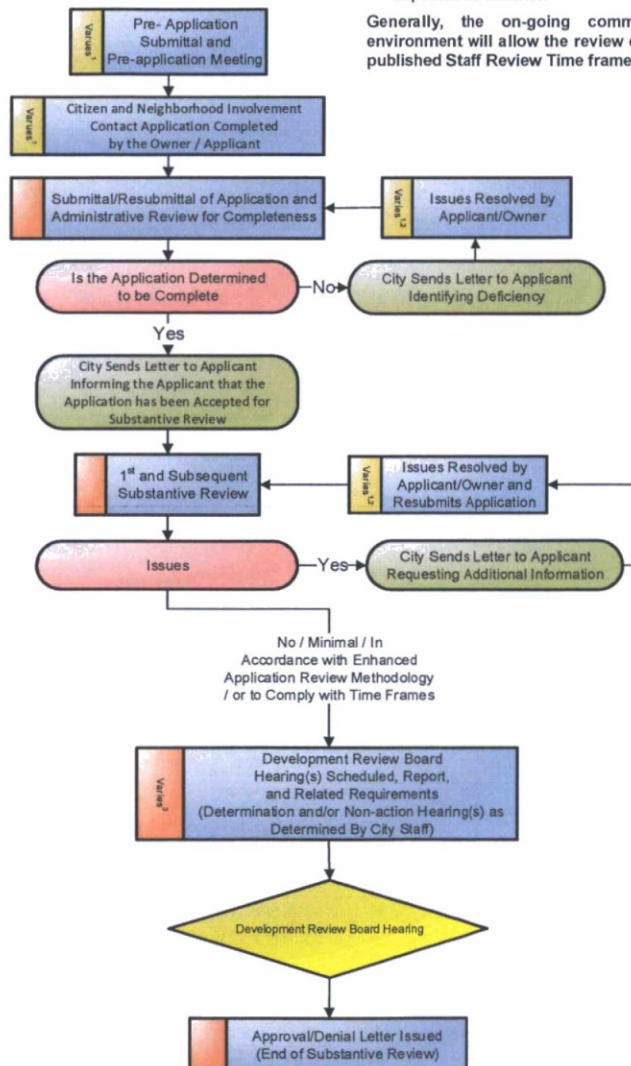 Generally, the on-going comm
environment will allow the review
published Staff Review Time frame
Varues¹
Pre- Application
Submittal and
Pre-application Meeting
Varues¹
Citizen and Neighborhood Involvement
Contact Application Completed
by the Owner / Applicant
Submittal/Resubmittal of Application and
Administrative Review for Completeness
Varies¹,²
Issues Resolved by
Applicant/Owner
Is the Application Determined
to be Complete
No
City Sends Letter to Applicant
Identifying Deficiency
Yes
City Sends Letter to Applicant
Informing the Applicant that the
Application has been Accepted for
Substantive Review
1st and Subsequent
Substantive Review
Varies¹,²
Issues Resolved by
Applicant/Owner and
Resubmits Application
Issues
Yes
City Sends Letter to Applicant
Requesting Additional Information
No / Minimal / In
Accordance with Enhanced
Application Review Methodology
/ or to Comply with Time Frames
Varies³
Development Review Board
Hearing(s) Scheduled, Report,
and Related Requirements
(Determination and/or Non-action Hearing(s) as
Determined By City Staff)
Development Review Board Hearing
Approval/Denial Letter Issued
(End of Substantive Review)